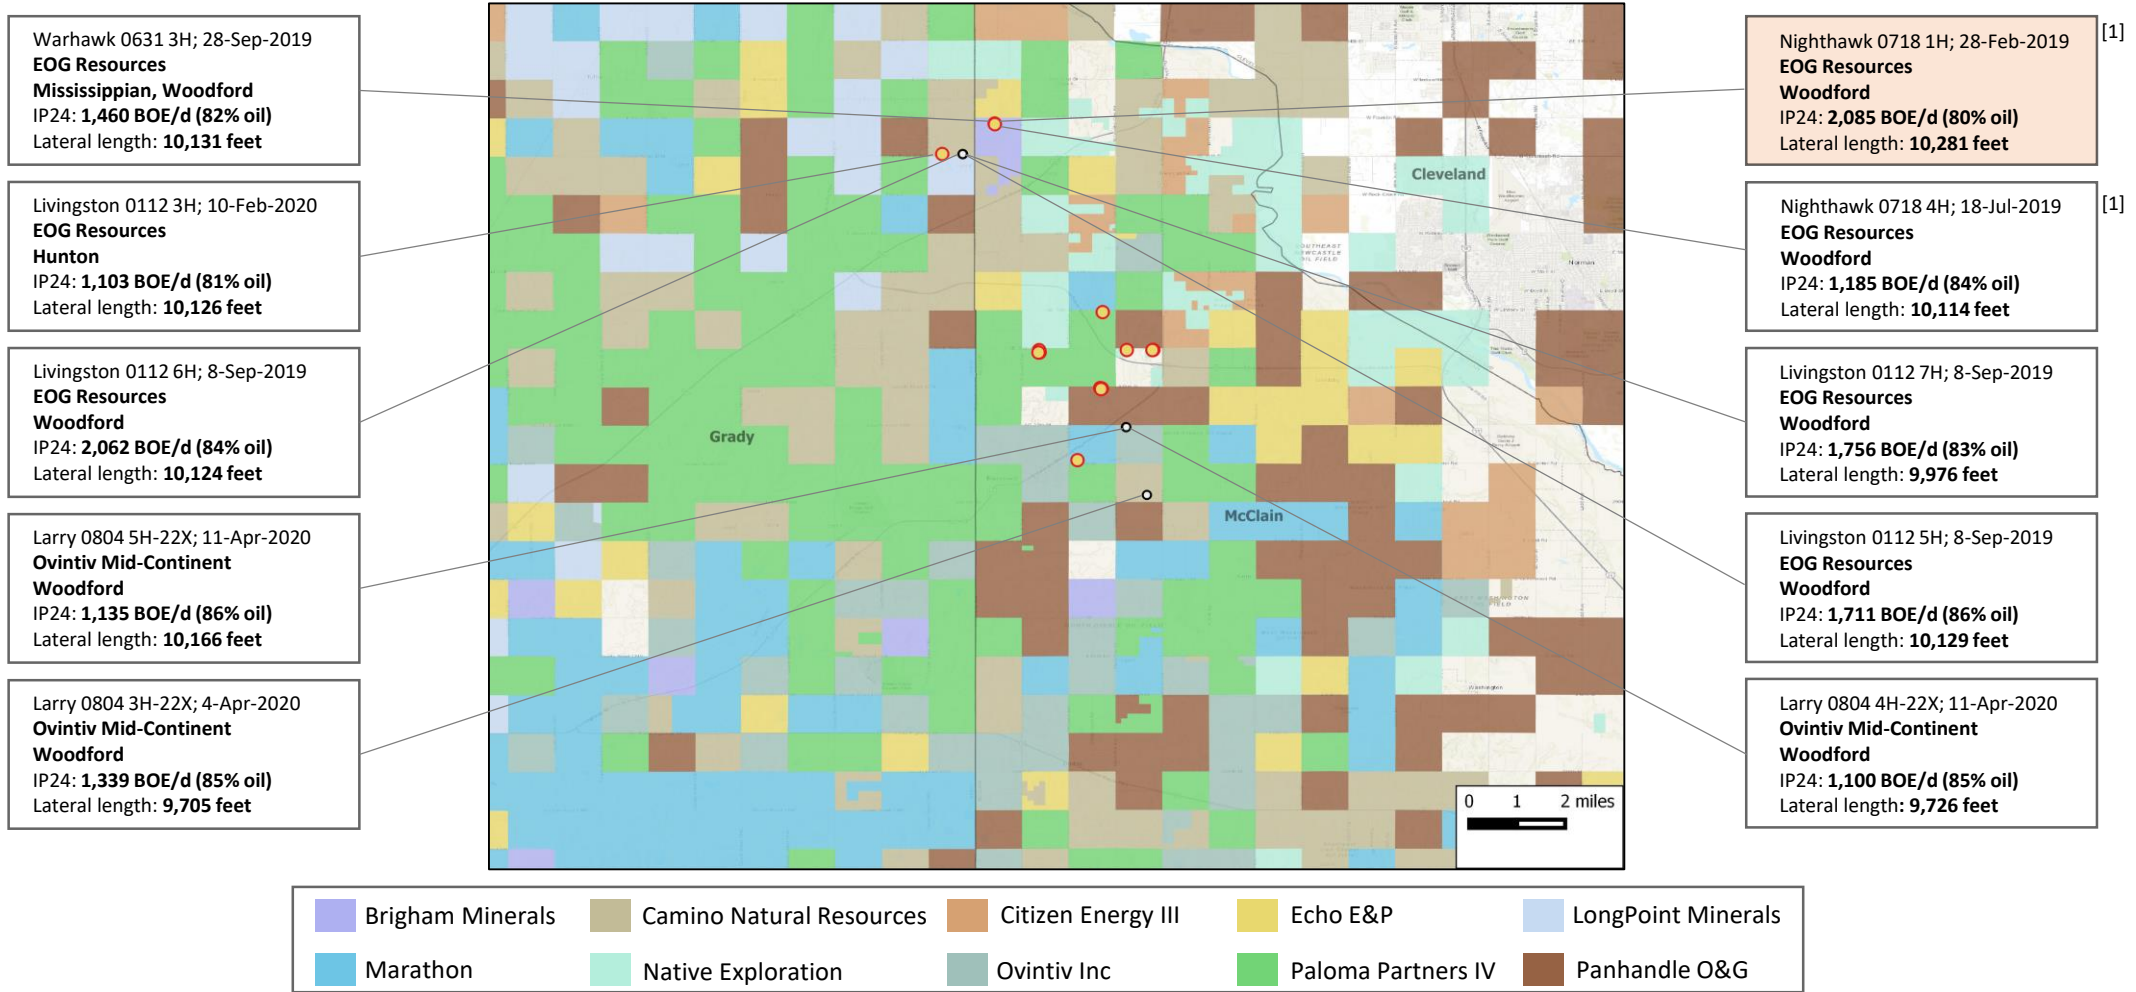 Warhawk 0631 3H; 28-Sep-2019
EOG Resources
Mississippian, Woodford
IP24: 1,460 BOE/d (82% oil)
Lateral length: 10,131 feet
Livingston 0112 3H; 10-Feb-2020
EOG Resources
Hunton
IP24: 1,103 BOE/d (81% oil)
Lateral length: 10,126 feet
Livingston 0112 6H; 8-Sep-2019
EOG Resources
Woodford
IP24: 2,062 BOE/d (84% oil)
Lateral length: 10,124 feet
Larry 0804 5H-22X; 11-Apr-2020
Ovintiv Mid-Continent
Woodford
IP24: 1,135 BOE/d (86% oil)
Lateral length: 10,166 feet
Larry 0804 3H-22X; 4-Apr-2020
Ovintiv Mid-Continent
Woodford
IP24: 1,339 BOE/d (85% oil)
Lateral length: 9,705 feet
Cleveland
Norman
Grady
McClain
Washington
0 1 2 miles
Nighthawk 0718 1H; 28-Feb-2019
EOG Resources
Woodford
IP24: 2,085 BOE/d (80% oil)
Lateral length: 10,281 feet
[1]
Nighthawk 0718 4H; 18-Jul-2019
EOG Resources
Woodford
IP24: 1,185 BOE/d (84% oil)
Lateral length: 10,114 feet
[1]
Livingston 0112 7H; 8-Sep-2019
EOG Resources
Woodford
IP24: 1,756 BOE/d (83% oil)
Lateral length: 9,976 feet
Livingston 0112 5H; 8-Sep-2019
EOG Resources
Woodford
IP24: 1,711 BOE/d (86% oil)
Lateral length: 10,129 feet
Larry 0804 4H-22X; 11-Apr-2020
Ovintiv Mid-Continent
Woodford
IP24: 1,100 BOE/d (85% oil)
Lateral length: 9,726 feet
Brigham Minerals
Camino Natural Resources
Citizen Energy III
Echo E&P
LongPoint Minerals
Marathon
Native Exploration
Ovintiv Inc
Paloma Partners IV
Panhandle O&G